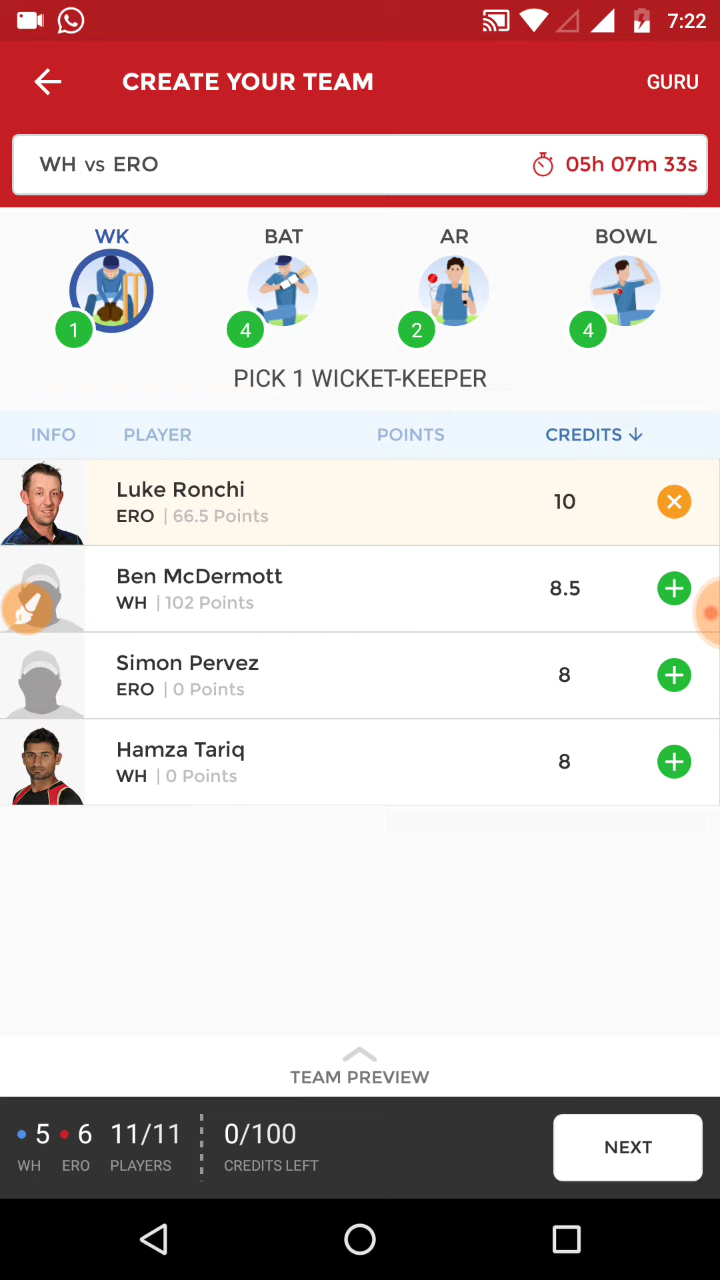 7:22
CREATE YOUR TEAM
GURU
WH vs ERO
05h 07m 33s
WK
BAT
AR
BOWL
1
4
2
4
PICK 1 WICKET-KEEPER
INFO
PLAYER
POINTS
CREDITS ↓
Luke Ronchi
ERO | 66.5 Points
10
Ben McDermott
WH | 102 Points
8.5
Simon Pervez
ERO | 0 Points
8
Hamza Tariq
WH | 0 Points
8
TEAM PREVIEW
5
6
11/11
0/100
WH
ERO
PLAYERS
CREDITS LEFT
NEXT